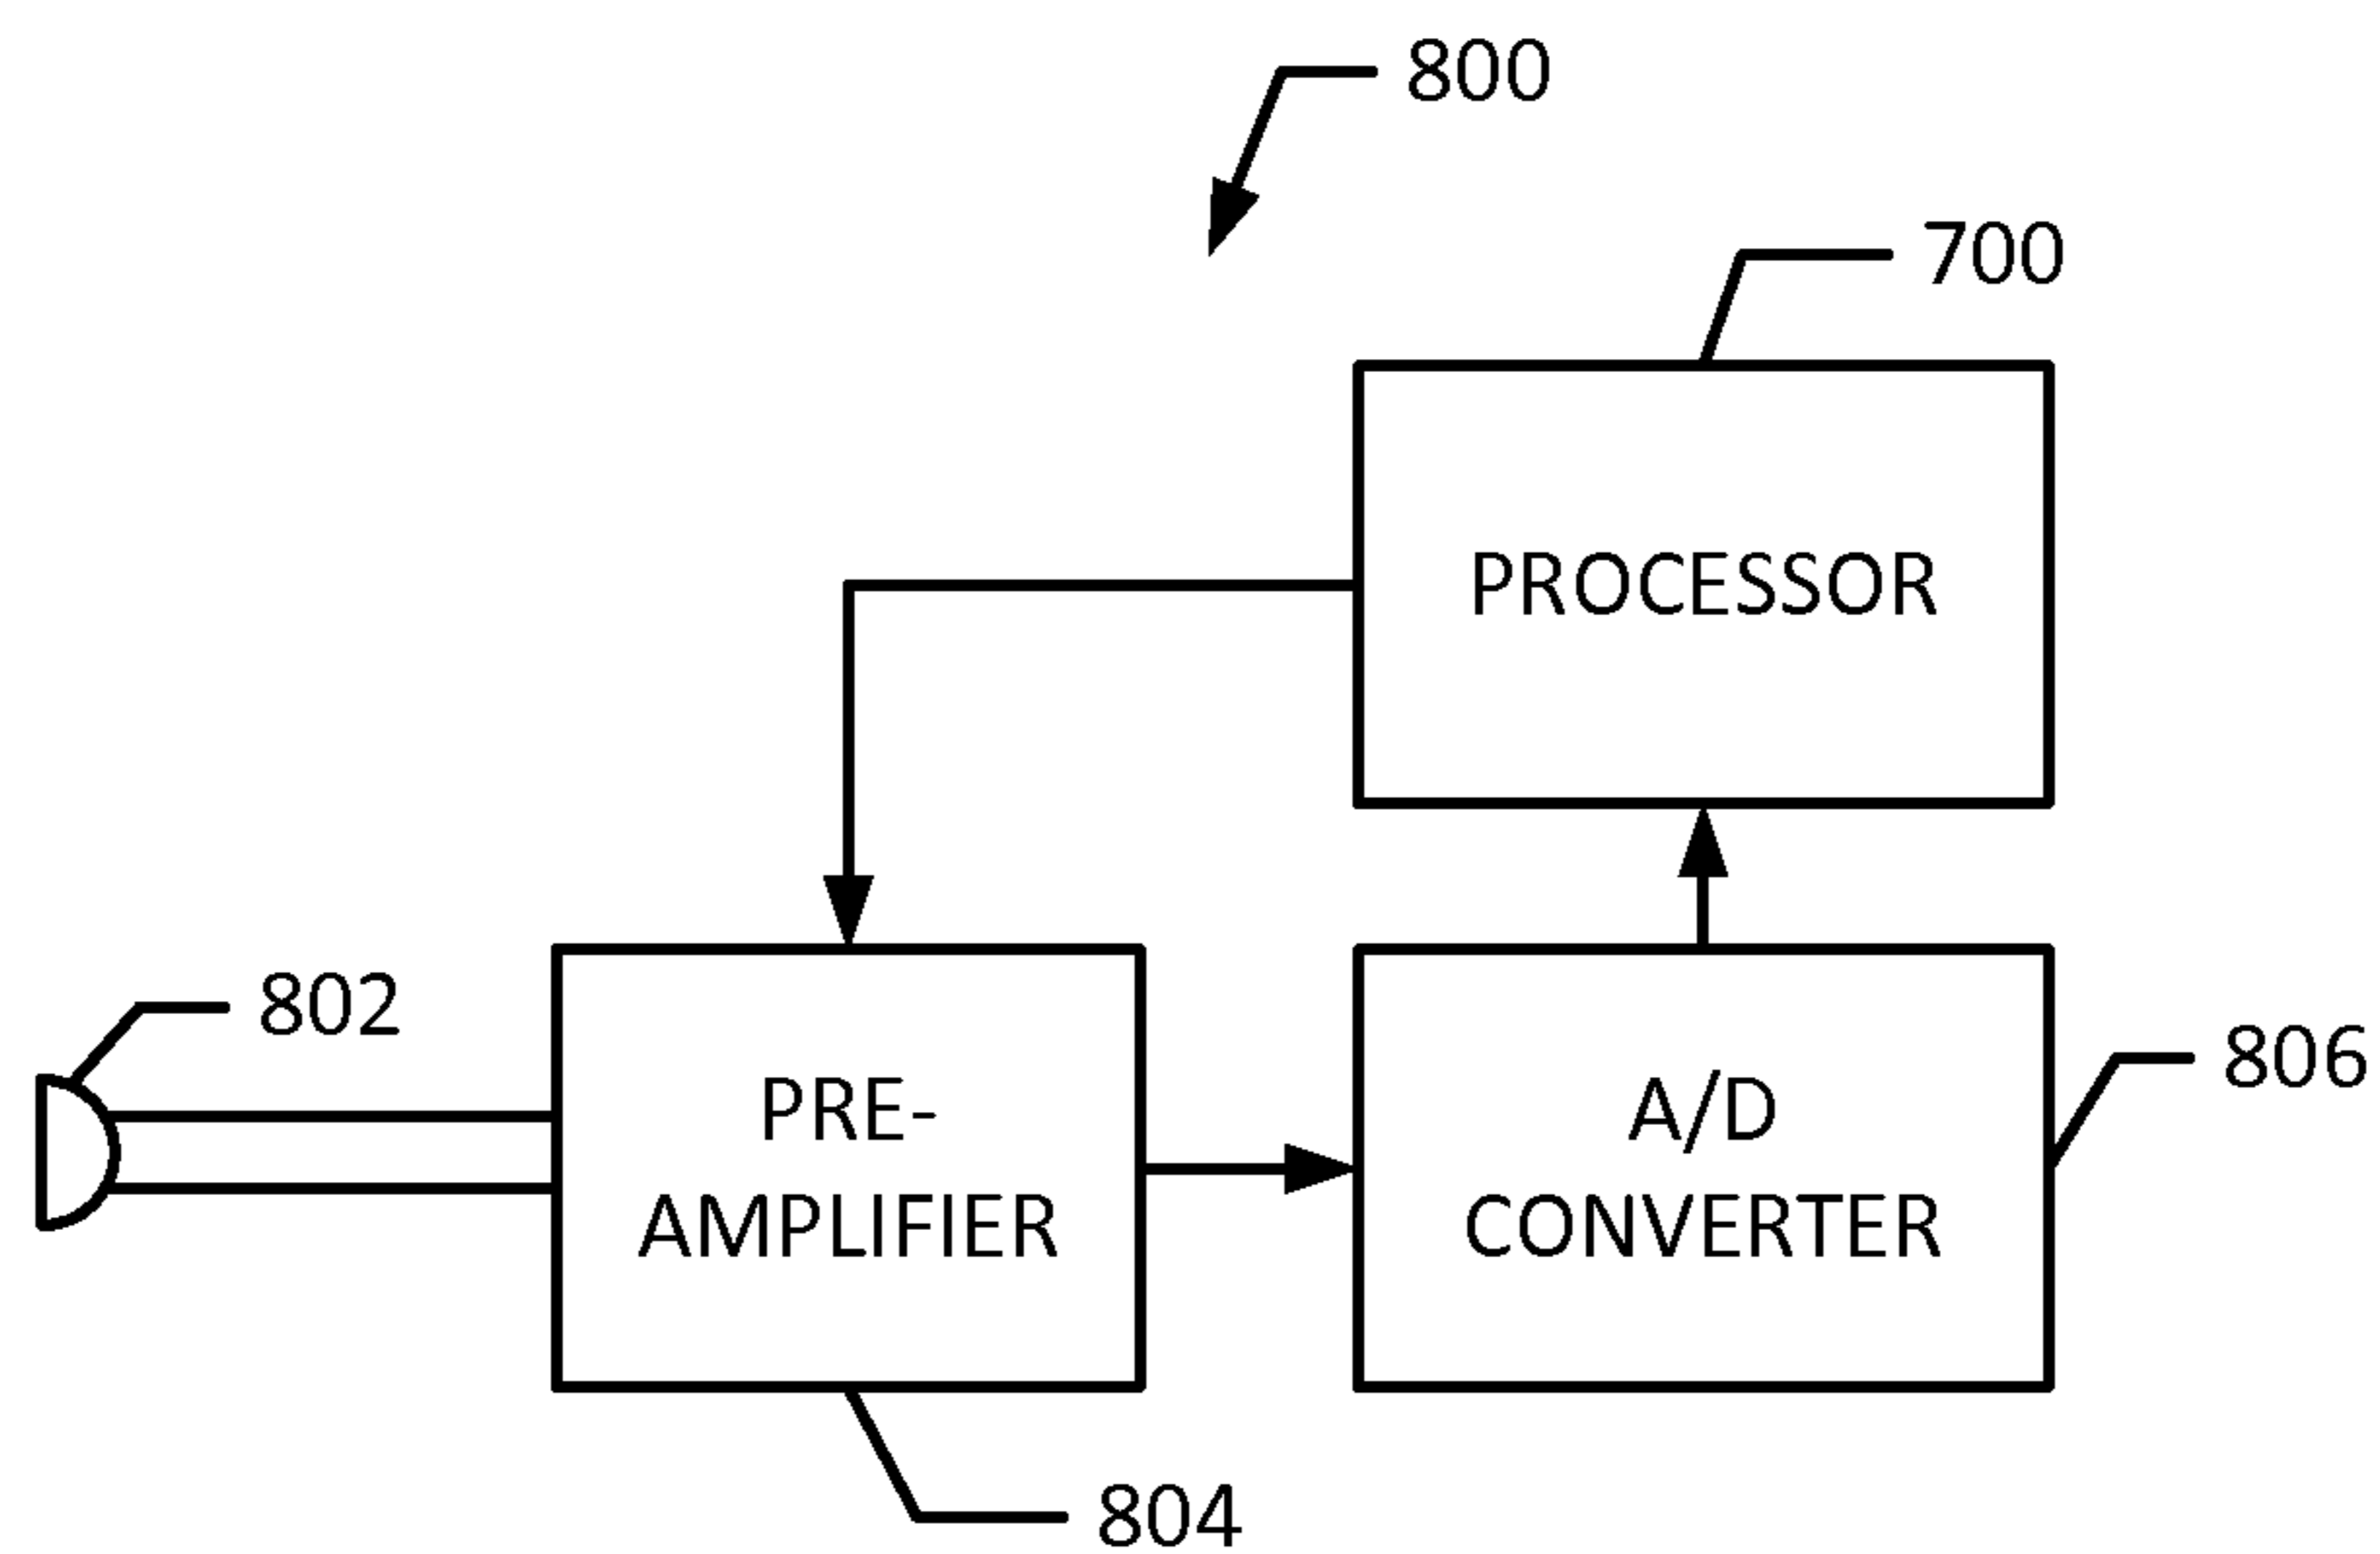 800
700
PROCESSOR
802
PRE-
AMPLIFIER
A/D
CONVERTER
806
804